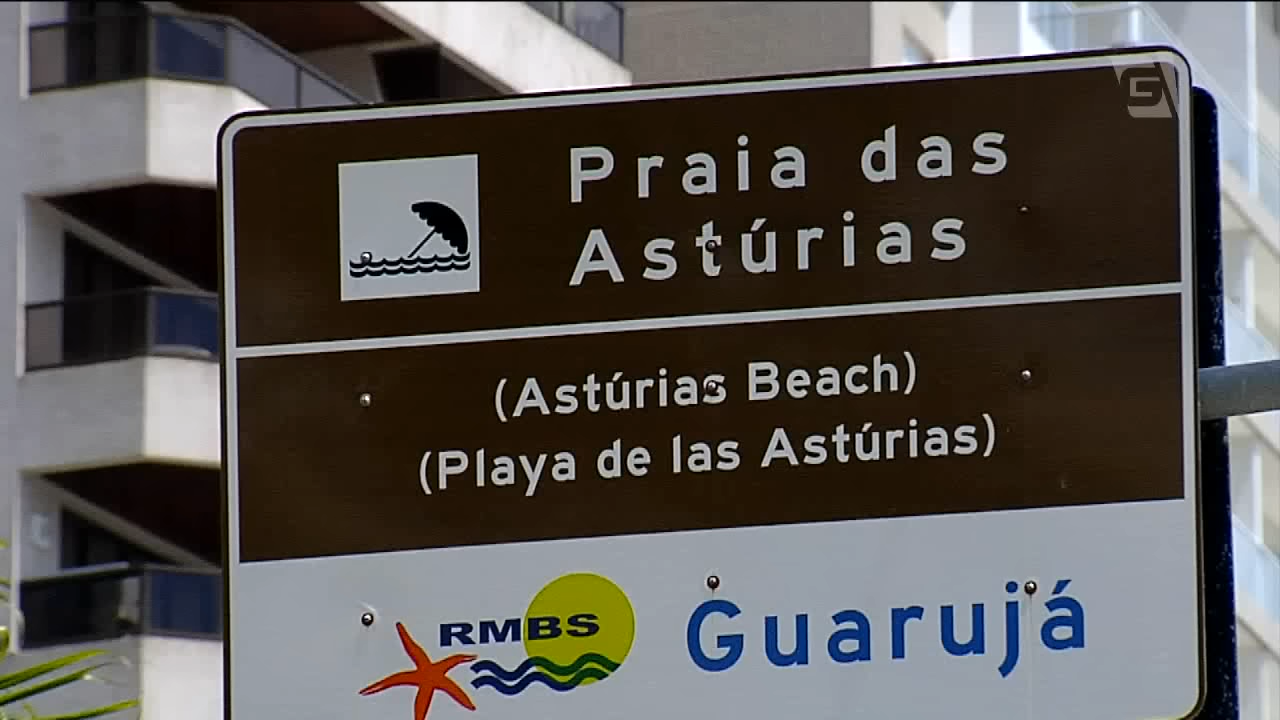 Praia das
Astúrias
(Astúrias Beach)
(Playa de las Astúrias)
RMBS
Guarujá